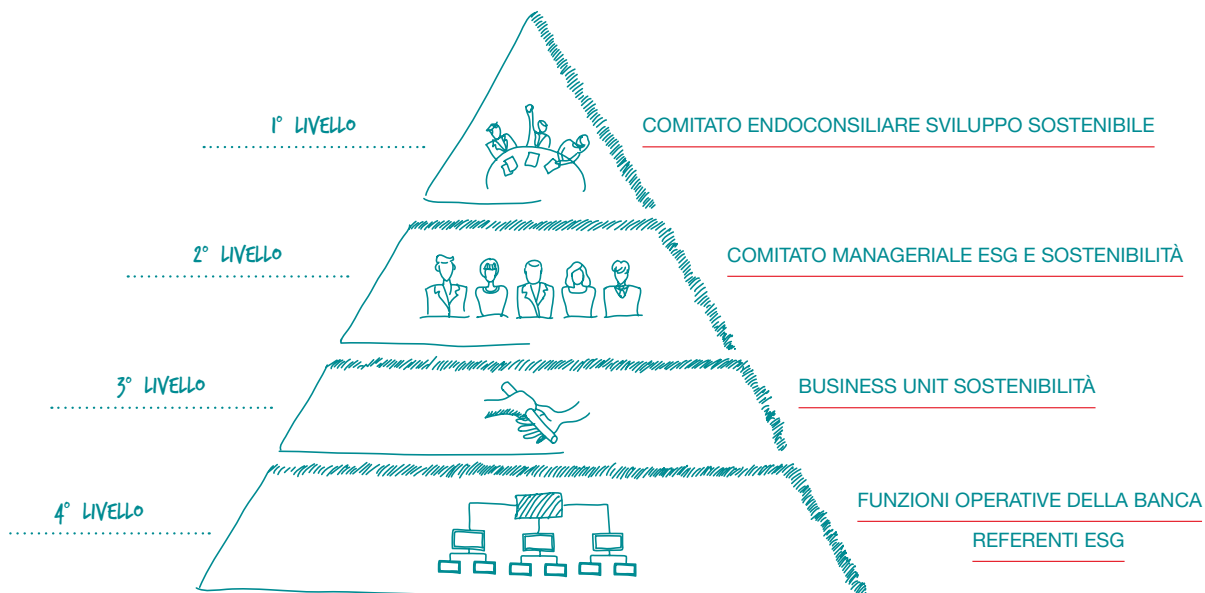 1° LIVELLO
COMITATO ENDOCONSILIARE SVILUPPO SOSTENIBILE
2° LIVELLO
COMITATO MANAGERIALE ESG E SOSTENIBILITÀ
3° LIVELLO
BUSINESS UNIT SOSTENIBILITÀ
4° LIVELLO
FUNZIONI OPERATIVE DELLA BANCA
REFERENTI ESG